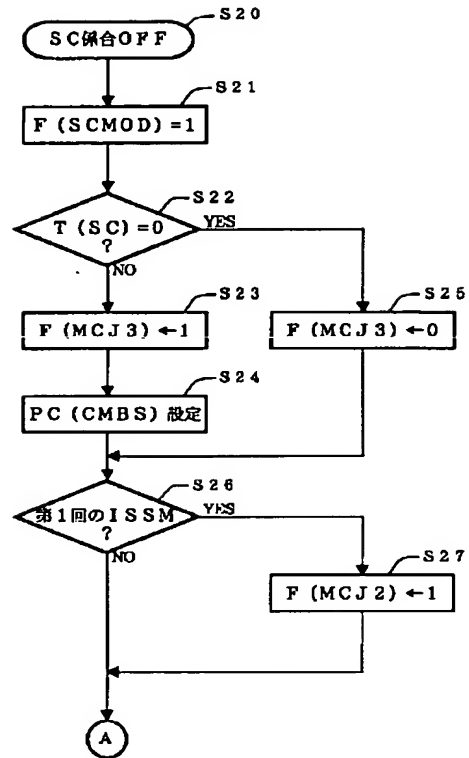 S20
SC係合OFF
S21
F(SCMOD)=1
S22
T(SC)=0
?
YES
NO
S23
F(MCJ3)←1
S25
F(MCJ3)←0
S24
PC(CMBS)設定
S26
第1回のISSM
?
YES
NO
S27
F(MCJ2)←1
A